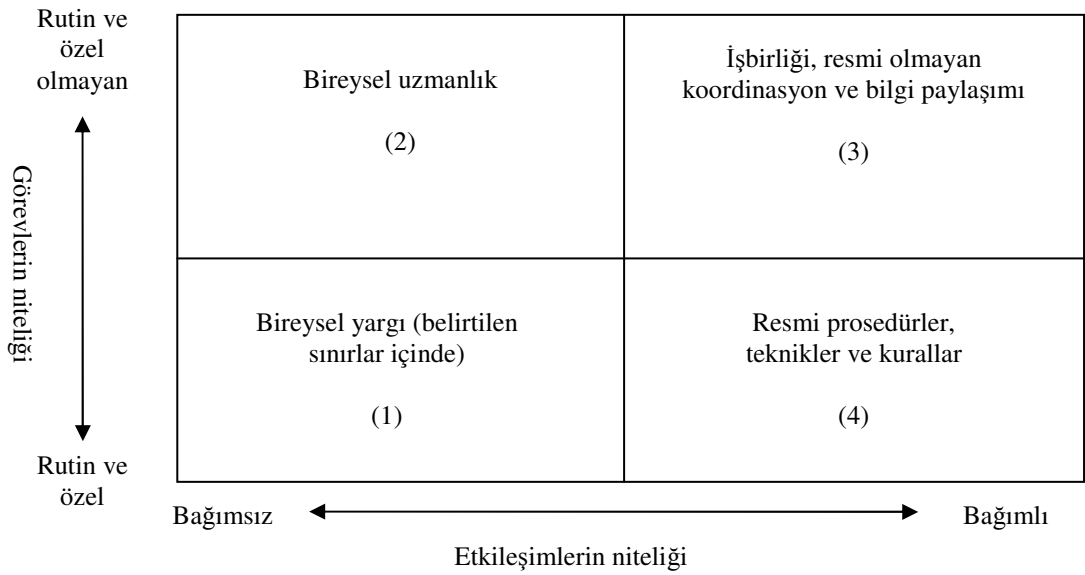 Rutin ve
özel
olmayan
Bireysel uzmanlık
(2)
İşbirliği, resmi olmayan
koordinasyon ve bilgi paylaşımı
(3)
Görevlerin niteliği
Bireysel yargı (belirtilen
sınırlar içinde)
(1)
Resmi prosedürler,
teknikler ve kurallar
(4)
Rutin ve
özel
Bağımsız
Bağımlı
Etkileşimlerin niteliği